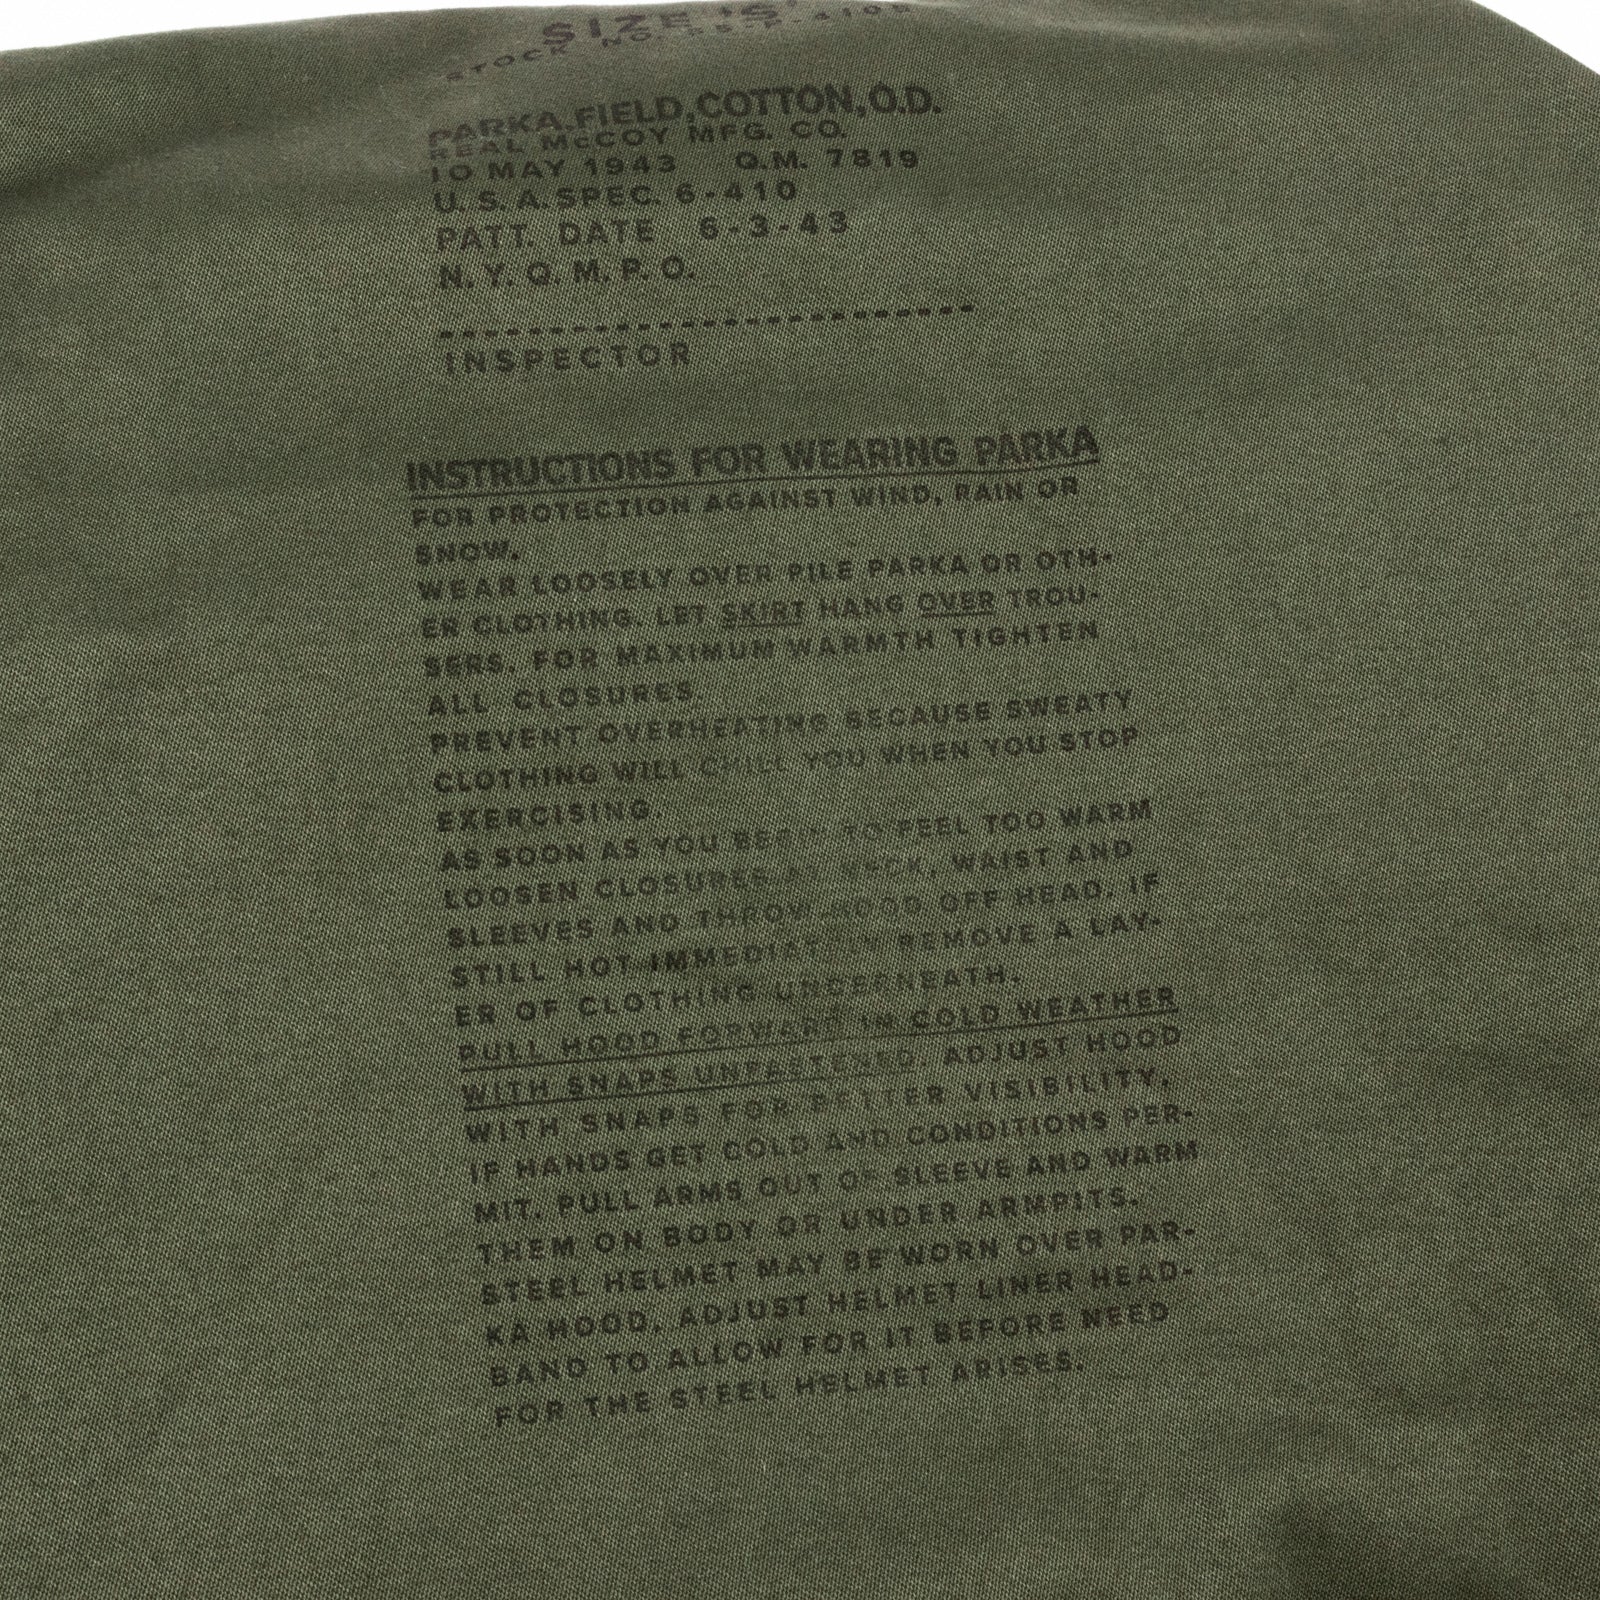 SIZE 'S'
STOCK NO.
PARKA,FIELD,COTTON,O.D.
REAL McCOY MFG. CO.
10 MAY 1943 Q.M. 7819
U.S.A.SPEC. 6-410
PATT. DATE 6-3-43
N.Y.Q.M.P.O.
INSPECTOR
INSTRUCTIONS FOR WEARING PARKA
FOR PROTECTION AGAINST WIND, RAIN OR
SNOW.
WEAR LOOSELY OVER PILE PARKA OR OTH-
ER CLOTHING. LET SKIRT HANG OVER TROU-
SERS. FOR MAXIMUM WARMTH TIGHTEN
ALL CLOSURES.
PREVENT OVERHEATING BECAUSE SWEATY
CLOTHING WILL CHILL YOU WHEN YOU STOP
EXERCISING.
AS SOON AS YOU BEGIN TO FEEL TOO WARM
LOOSEN CLOSURES AT NECK, WAIST AND
SLEEVES AND THROW HOOD OFF HEAD. IF
STILL HOT IMMEDIATELY REMOVE A LAY-
ER OF CLOTHING UNDERNEATH.
PULL HOOD FORWARD IN COLD WEATHER
WITH SNAPS UNFASTENED. ADJUST HOOD
WITH SNAPS FOR BETTER VISIBILITY.
IF HANDS GET COLD AND CONDITIONS PER-
MIT. PULL ARMS OUT OF SLEEVE AND WARM
THEM ON BODY OR UNDER ARMPITS.
STEEL HELMET MAY BE WORN OVER PAR-
KA HOOD. ADJUST HELMET LINER HEAD-
BAND TO ALLOW FOR IT BEFORE NEED
FOR THE STEEL HELMET ARISES.